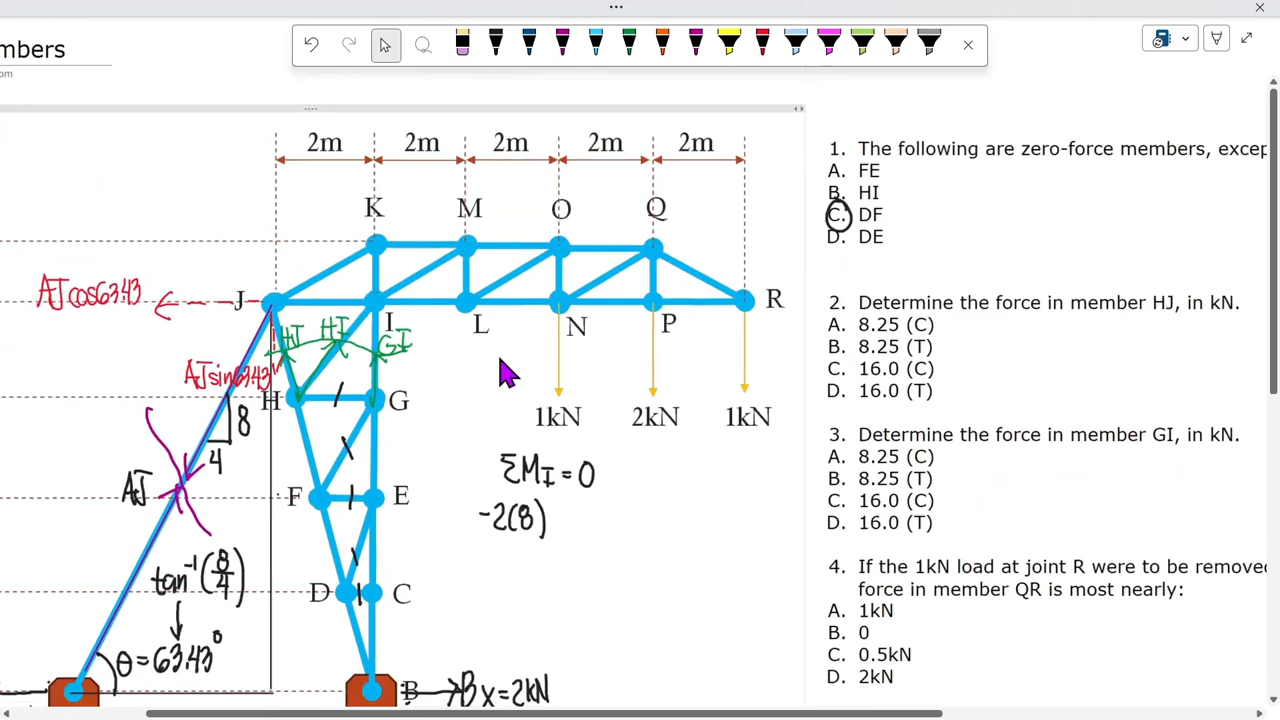 mbers
com
2m 2m 2m 2m 2m
K M O Q
J I L N P R
AJcos63.43
AJsin63.43
HJ HI GI
H G
8
4
AJ
F E
D C
B
1kN 2kN 1kN
ΣM_I = 0
-2(8)
tan⁻¹(8/4)
θ = 63.43°
Bx = 2kN
1. The following are zero-force members, excep
A. FE
B. HI
C. DF
D. DE
2. Determine the force in member HJ, in kN.
A. 8.25 (C)
B. 8.25 (T)
C. 16.0 (C)
D. 16.0 (T)
3. Determine the force in member GI, in kN.
A. 8.25 (C)
B. 8.25 (T)
C. 16.0 (C)
D. 16.0 (T)
4. If the 1kN load at joint R were to be remove
force in member QR is most nearly:
A. 1kN
B. 0
C. 0.5kN
D. 2kN